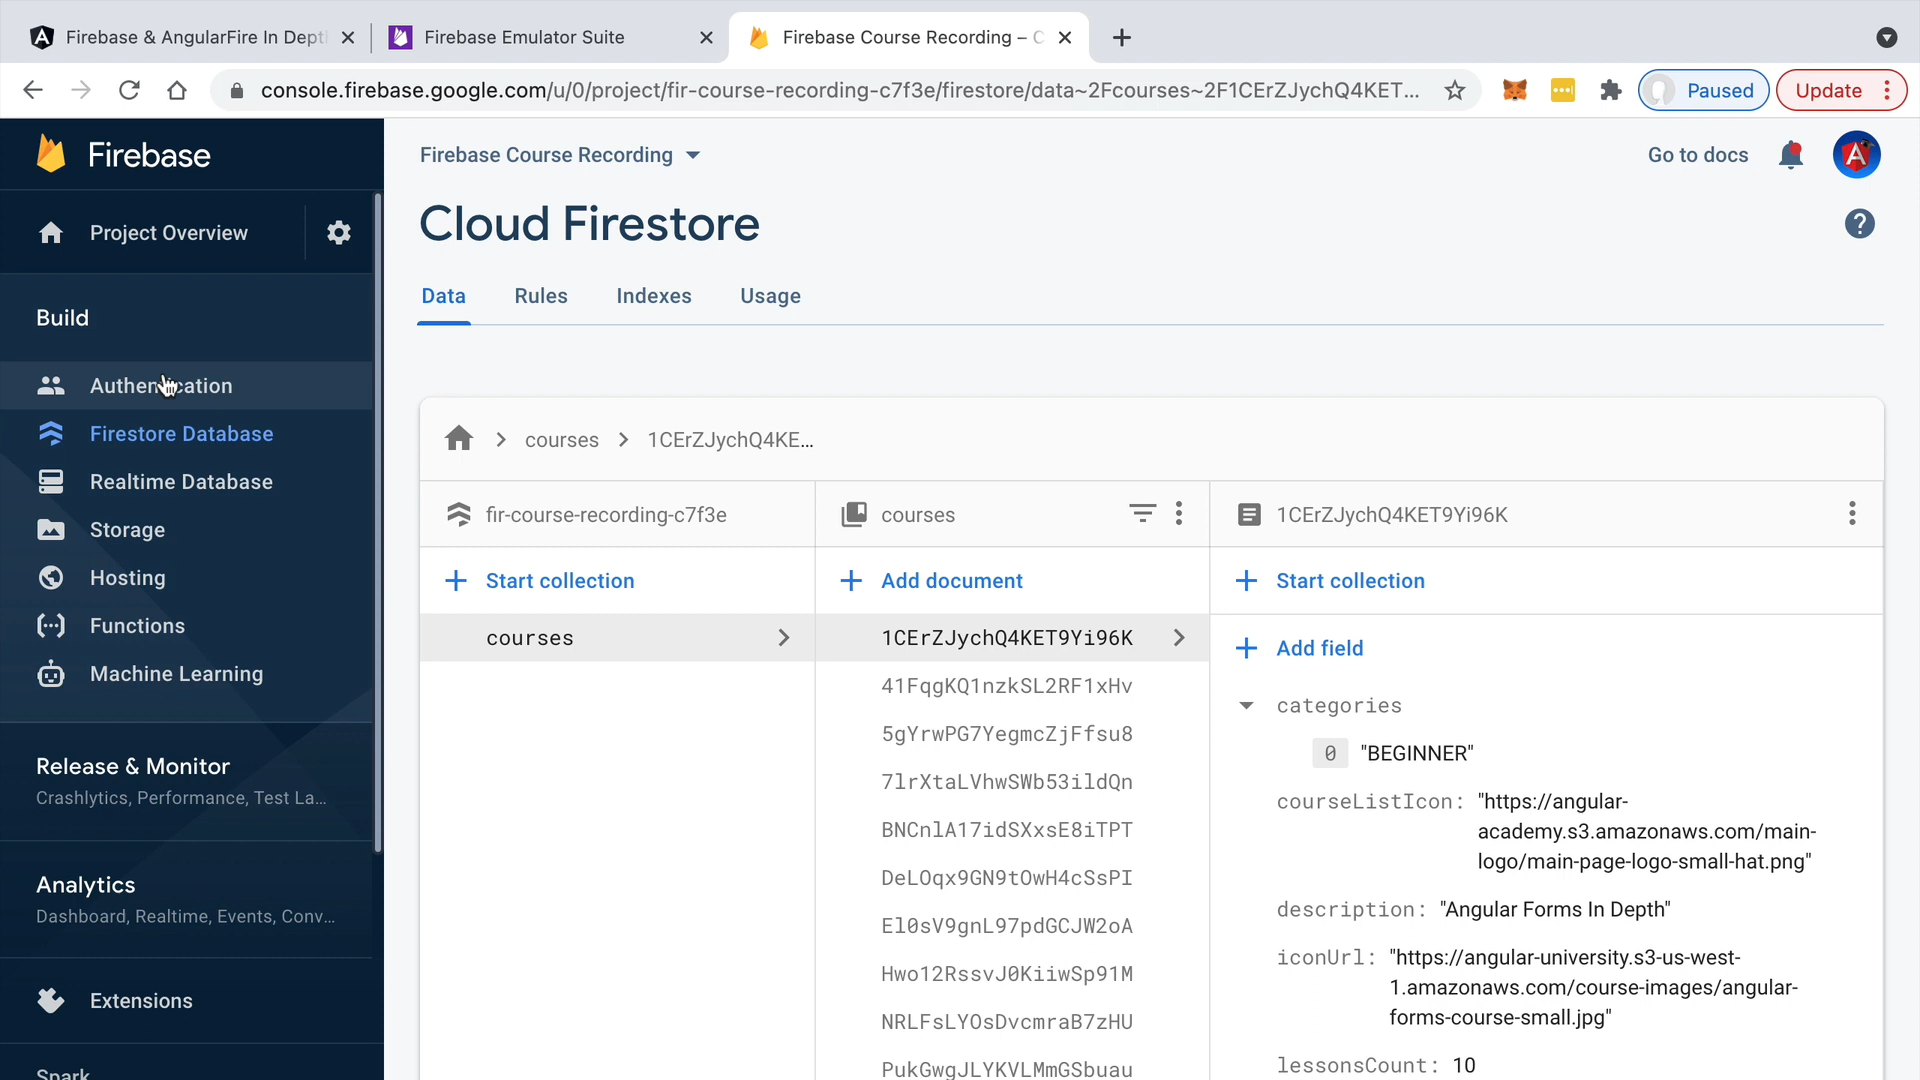 Firebase & AngularFire In Dept
Firebase Emulator Suite
Firebase Course Recording – C
console.firebase.google.com/u/0/project/fir-course-recording-c7f3e/firestore/data~2Fcourses~2F1CErZJychQ4KET...
Paused
Update
Firebase
Firebase Course Recording
Go to docs
Project Overview
Cloud Firestore
Data
Rules
Indexes
Usage
Build
Authentication
Firestore Database
Realtime Database
Storage
Hosting
Functions
Machine Learning
Release & Monitor
Crashlytics, Performance, Test La...
Analytics
Dashboard, Realtime, Events, Conv...
Extensions
Spark
courses
1CErZJychQ4KE...
fir-course-recording-c7f3e
courses
1CErZJychQ4KET9Yi96K
Start collection
Add document
Start collection
courses
1CErZJychQ4KET9Yi96K
41FqgKQ1nzkSL2RF1xHv
5gYrwPG7YegmcZjFfsu8
7lrXtaLVhwSWb53ildQn
BNCnlA17idSXxsE8iTPT
DeLOqx9GN9tOwH4cSsPI
El0sV9gnL97pdGCJW2oA
Hwo12RssvJ0KiiwSp91M
NRLFsLYOsDvcmraB7zHU
PukGwgJLYKVLMmGSbuau
Add field
categories
0 "BEGINNER"
courseListIcon: "https://angular-
academy.s3.amazonaws.com/main-
logo/main-page-logo-small-hat.png"
description: "Angular Forms In Depth"
iconUrl: "https://angular-university.s3-us-west-
1.amazonaws.com/course-images/angular-
forms-course-small.jpg"
lessonsCount: 10